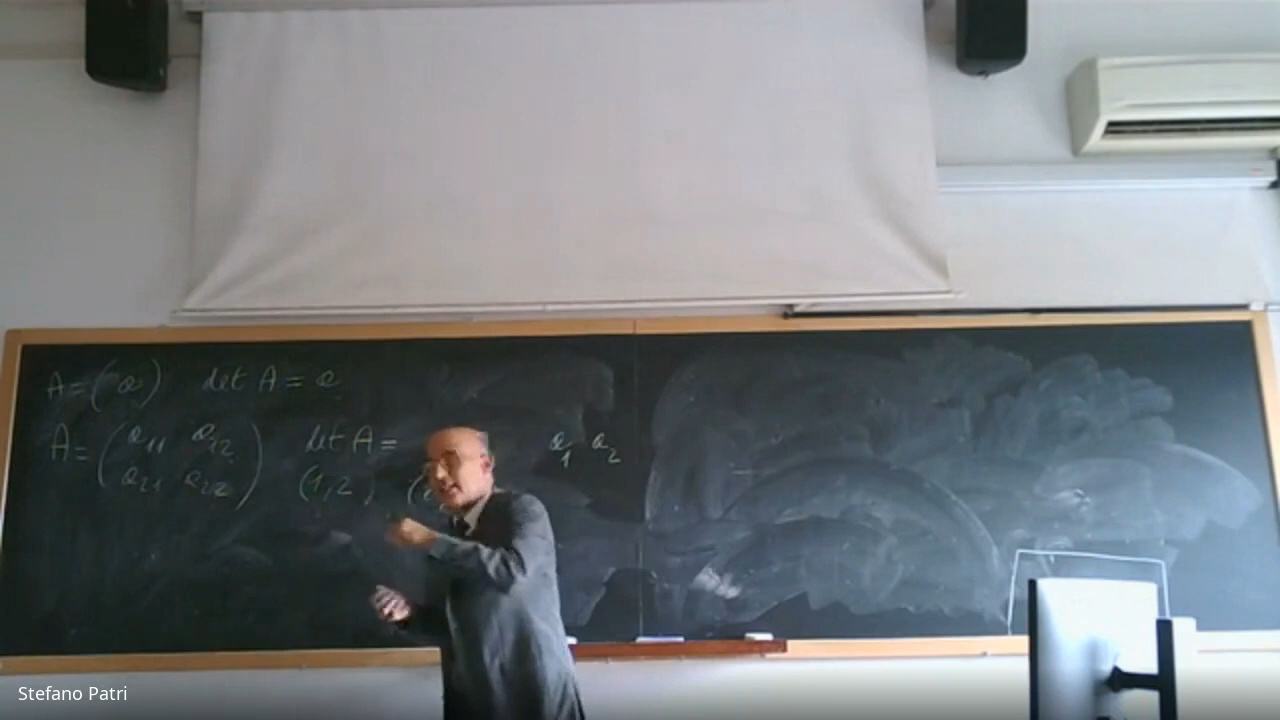 A = (a) det A = a
A = (a11 a12
a21 a22) det A =
(1,2) (
a1 a2
Stefano Patri